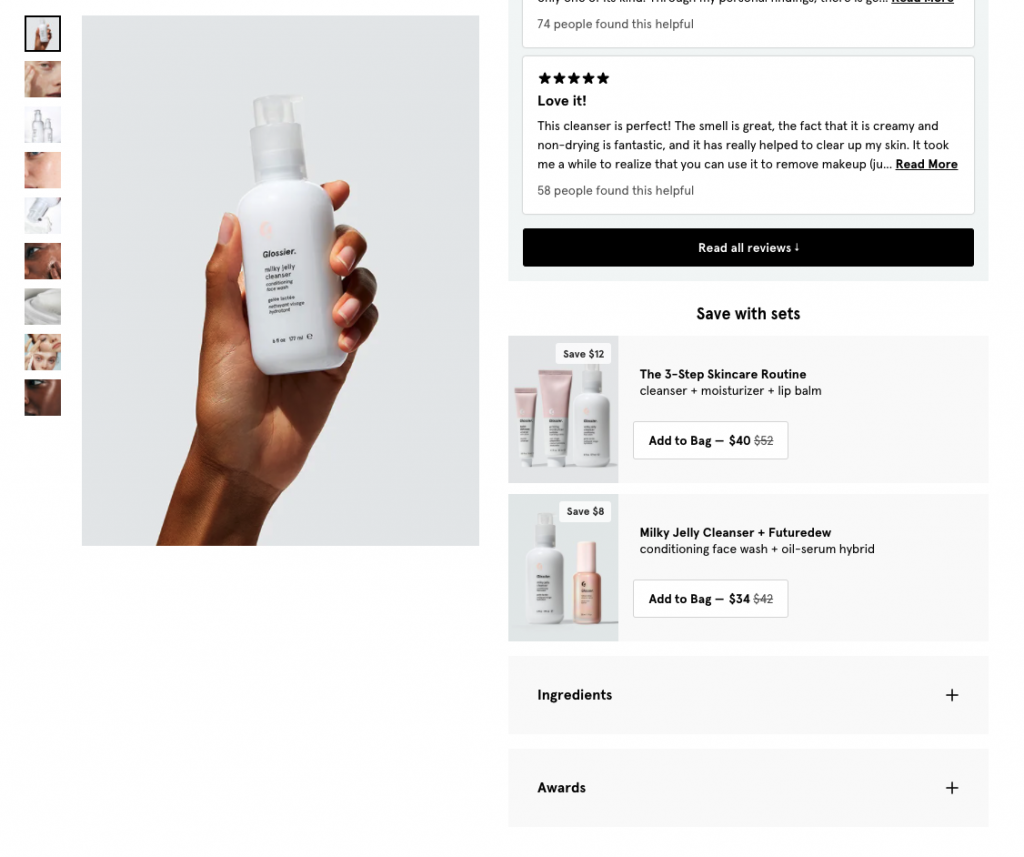 Glossier.
milky jelly
cleanser
conditioning
face wash
gelée lactée
nettoyant visage
hydratant
6 fl oz 177 ml ℮
74 people found this helpful
Love it!
This cleanser is perfect! The smell is great, the fact that it is creamy and
non-drying is fantastic, and it has really helped to clear up my skin. It took
me a while to realize that you can use it to remove makeup (ju... Read More
58 people found this helpful
Read all reviews ↓
Save with sets
Save $12
The 3-Step Skincare Routine
cleanser + moisturizer + lip balm
Add to Bag — $40 $52
Save $8
Milky Jelly Cleanser + Futuredew
conditioning face wash + oil-serum hybrid
Add to Bag — $34 $42
Ingredients
Awards